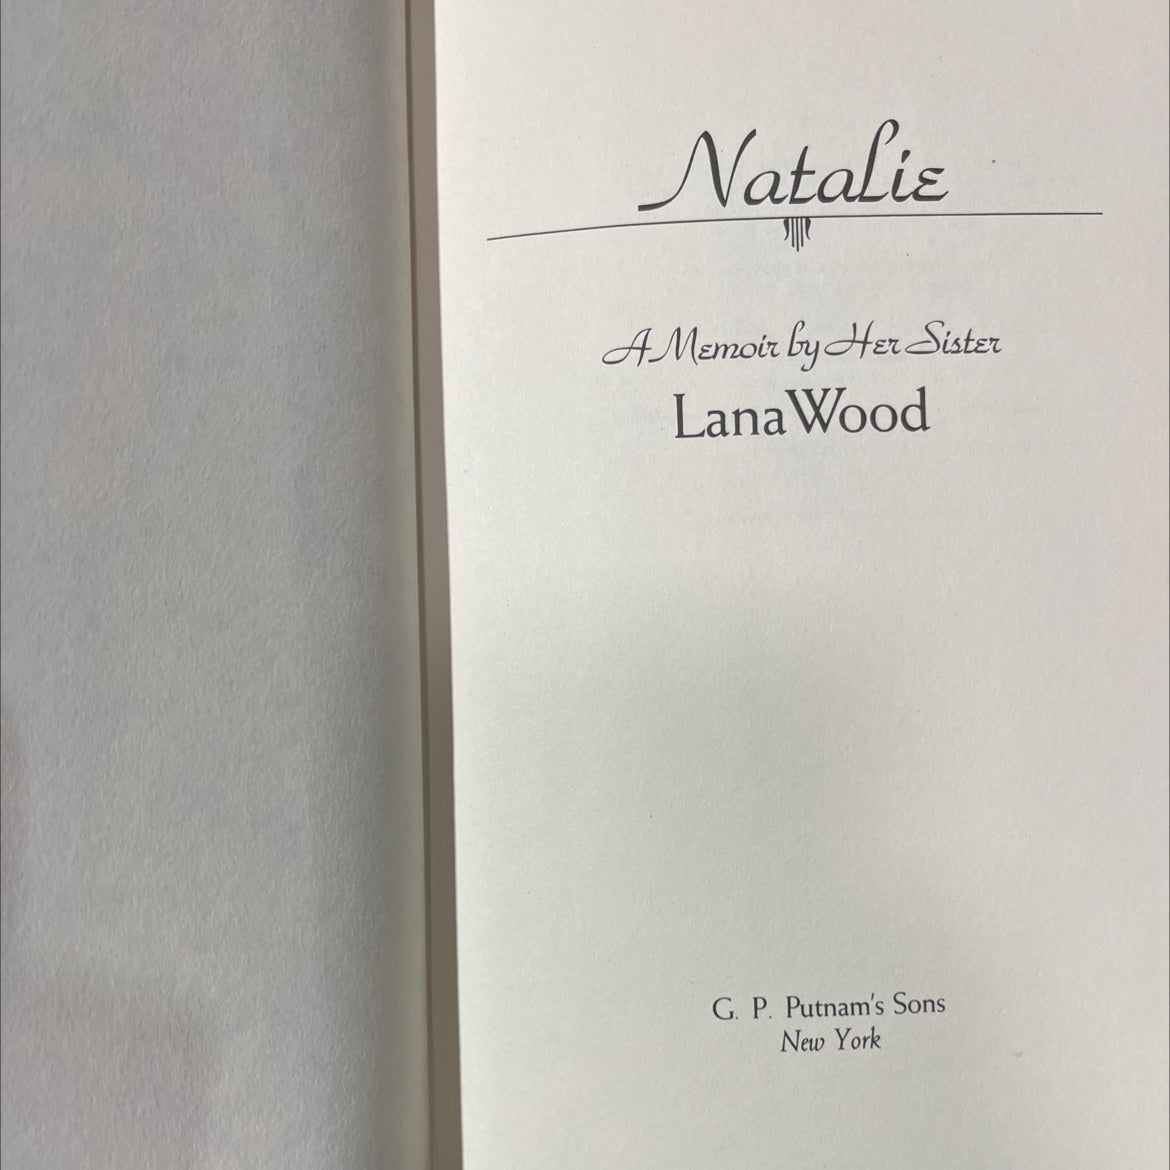 Natalie
A Memoir by Her Sister
Lana Wood
G. P. Putnam's Sons
New York